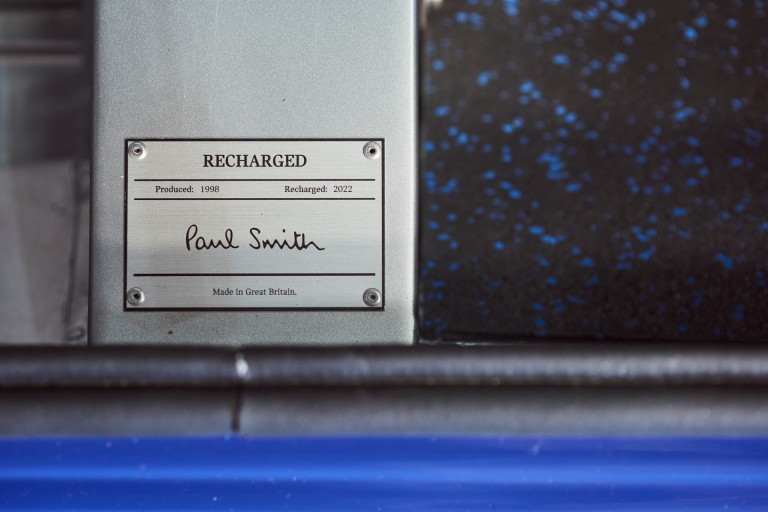 RECHARGED
Produced: 1998 Recharged: 2022
Paul Smith
Made in Great Britain.